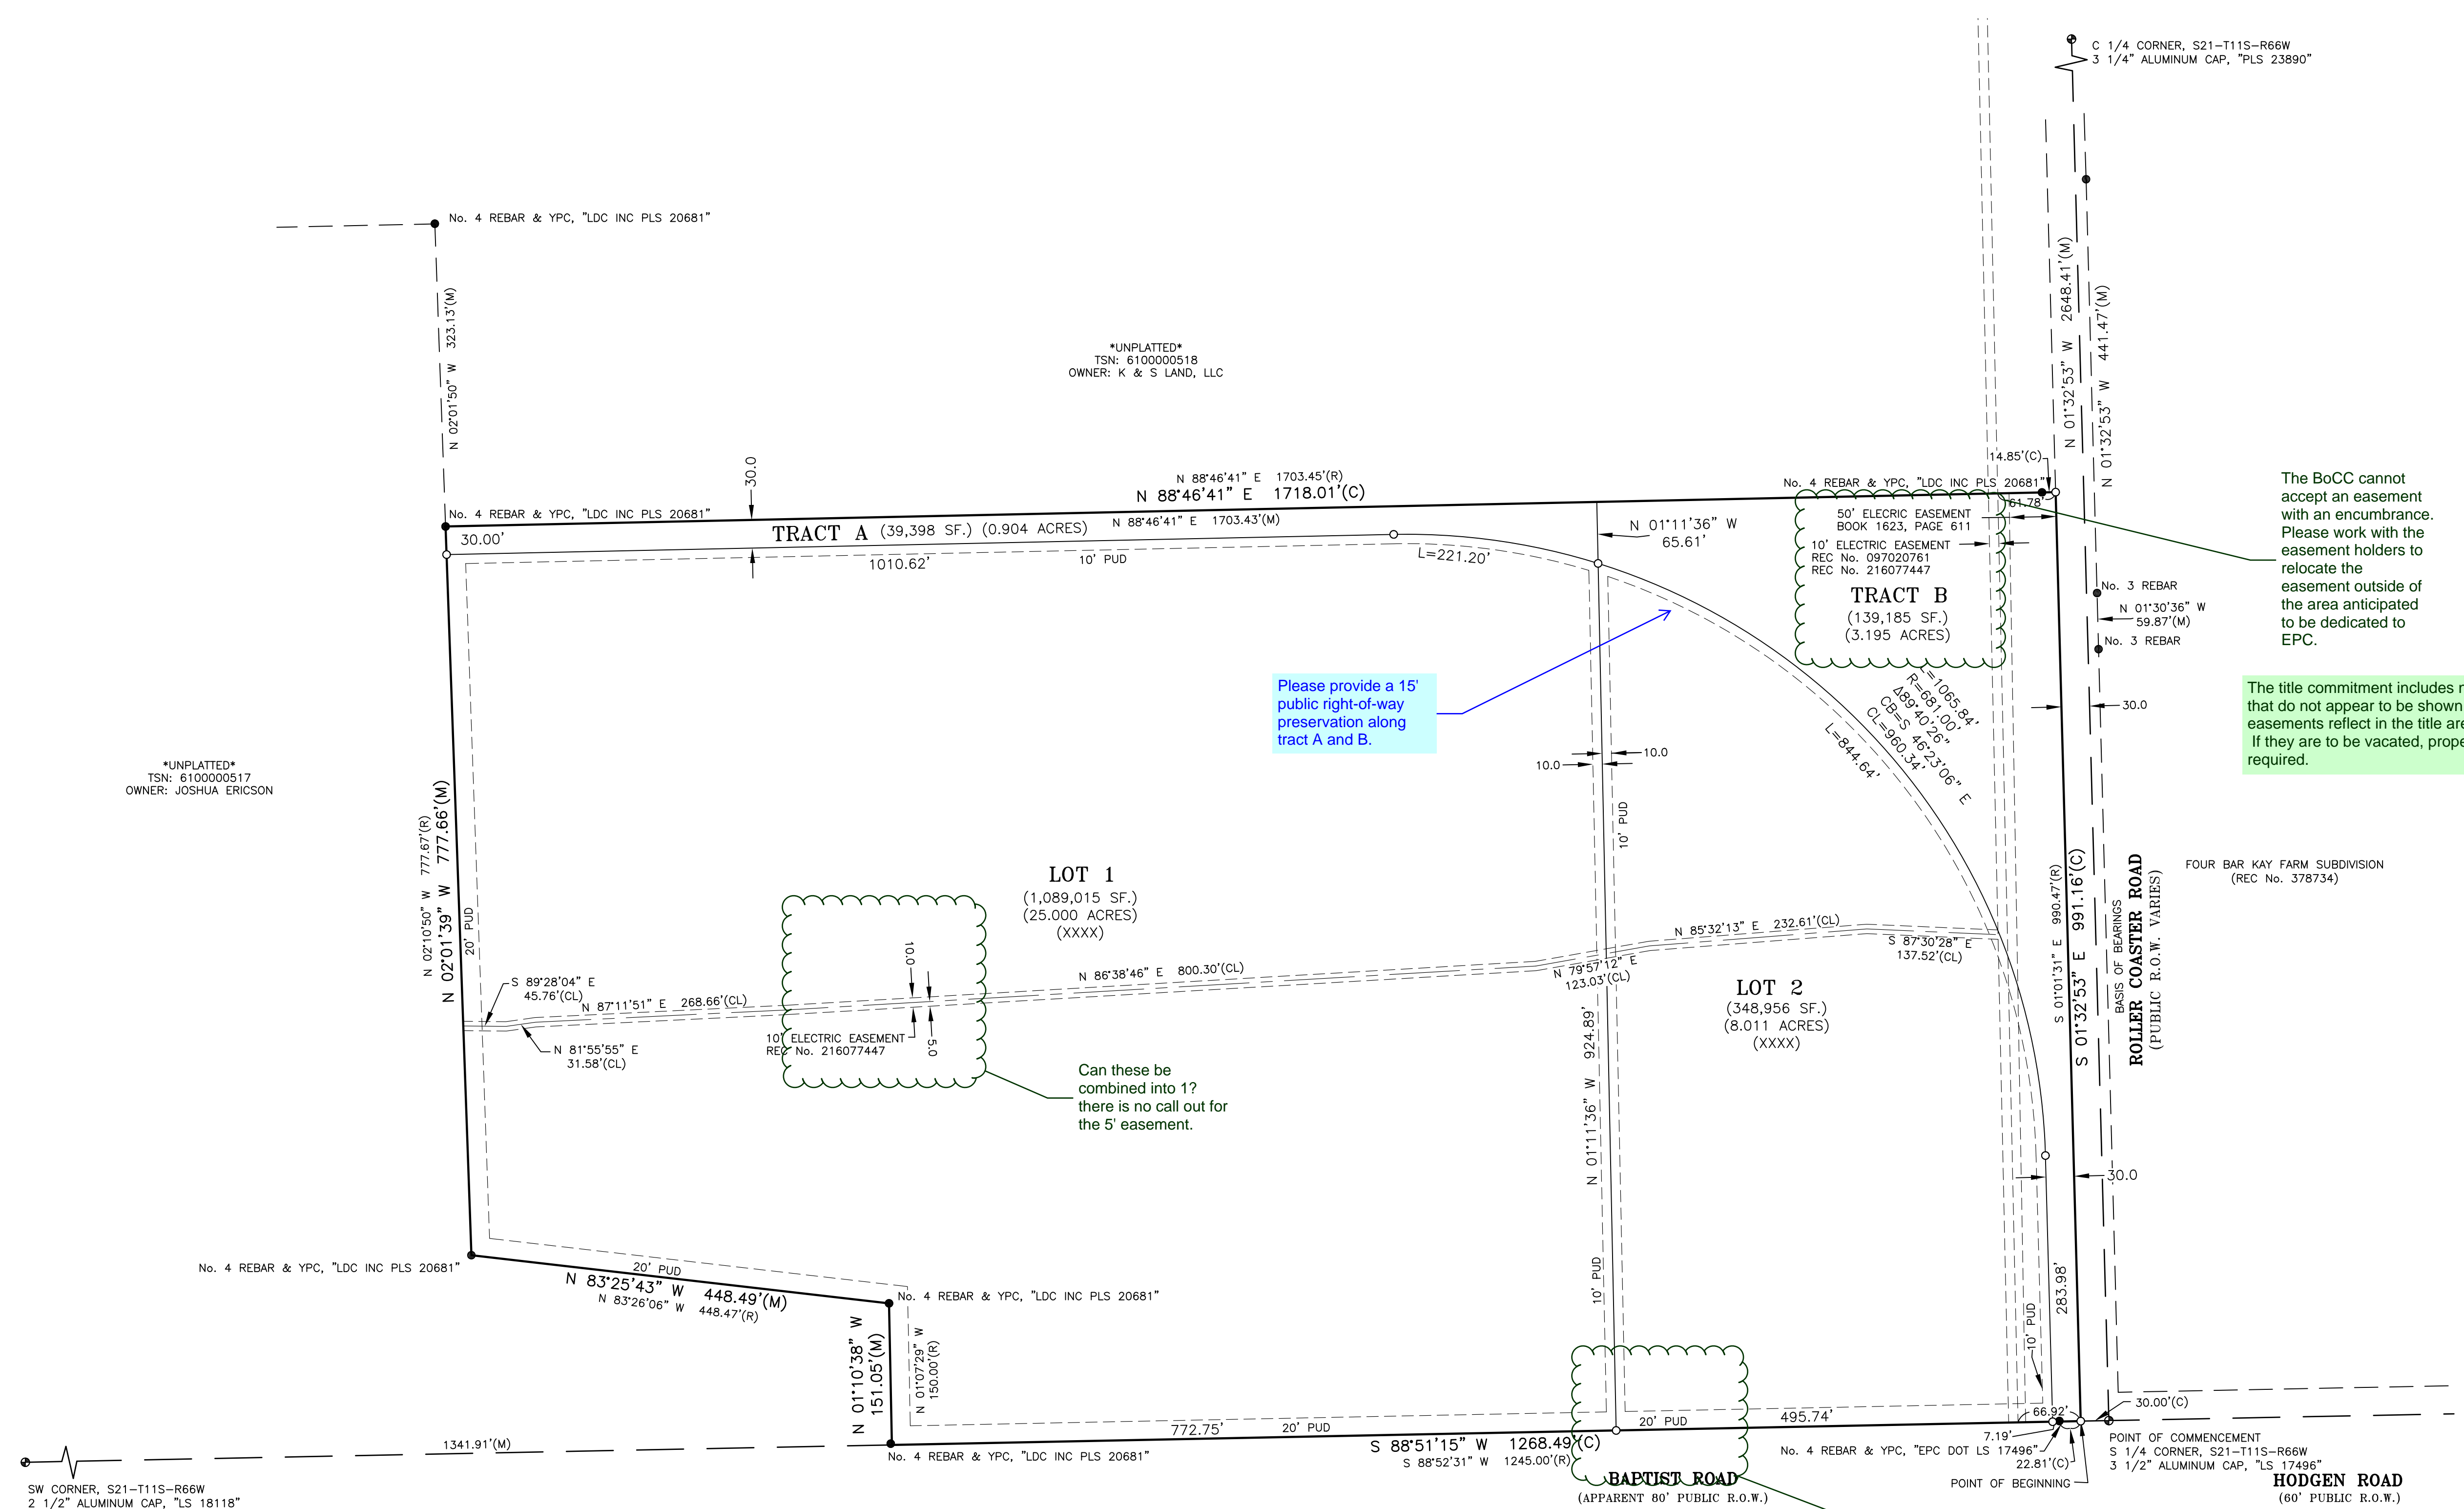 C 1/4 CORNER, S21-T11S-R66W
3 1/4" ALUMINUM CAP, "PLS 23890"
No. 4 REBAR & YPC, "LDC INC PLS 20681"
N 02°01'50" W 323.13'(M)
*UNPLATTED*
TSN: 6100000518
OWNER: K & S LAND, LLC
N 01°32'53" W 2648.41'(M)
N 01°32'53" W 441.47'(M)
14.85'(C)
30.0
N 88°46'41" E 1703.45'(R)
N 88°46'41" E 1718.01'(C)
No. 4 REBAR & YPC, "LDC INC PLS 20681"
61.78'
No. 4 REBAR & YPC, "LDC INC PLS 20681"
30.00'
TRACT A (39,398 SF.) (0.904 ACRES)
N 88°46'41" E 1703.43'(M)
N 01°11'36" W
65.61'
50' ELECRIC EASEMENT
BOOK 1623, PAGE 611
10' ELECTRIC EASEMENT
REC No. 097020761
REC No. 216077447
TRACT B
(139,185 SF.)
(3.195 ACRES)
1010.62'
10' PUD
L=221.20'
The BoCC cannot
accept an easement
with an encumbrance.
Please work with the
easement holders to
relocate the
easement outside of
the area anticipated
to be dedicated to
EPC.
No. 3 REBAR
N 01°30'36" W
59.87'(M)
No. 3 REBAR
Please provide a 15'
public right-of-way
preservation along
tract A and B.
L=1065.84'
R=681.00'
Δ89°40'26"
CB=S 46°23'06" E
CL=960.34'
L=844.64'
The title commitment includes
that do not appear to be shown
easements reflect in the title
If they are to be vacated,
required.
30.0
10.0
10.0
10' PUD
*UNPLATTED*
TSN: 6100000517
OWNER: JOSHUA ERICSON
N 02°10'50" W 777.67'(R)
N 02°01'39" W 777.66'(M)
20' PUD
LOT 1
(1,089,015 SF.)
(25.000 ACRES)
(XXXX)
S 01°01'31" E 990.47'(R)
S 01°32'53" E 991.16'(C)
BASIS OF BEARINGS
ROLLER COASTER ROAD
(PUBLIC R.O.W. VARIES)
FOUR BAR KAY FARM SUBDIVISION
(REC No. 378734)
S 89°28'04" E
45.76'(CL)
N 87°11'51" E 268.66'(CL)
N 81°55'55" E
31.58'(CL)
10.0
5.0
10' ELECTRIC EASEMENT
REC No. 216077447
N 86°38'46" E 800.30'(CL)
N 79°57'12" E
123.03'(CL)
N 85°32'13" E 232.61'(CL)
S 87°30'28" E
137.52'(CL)
LOT 2
(348,956 SF.)
(8.011 ACRES)
(XXXX)
Can these be
combined into 1?
there is no call out for
the 5' easement.
N 01°11'36" W 924.89'
10' PUD
30.0
283.98'
10' PUD
No. 4 REBAR & YPC, "LDC INC PLS 20681"
20' PUD
N 83°25'43" W 448.49'(M)
N 83°26'06" W 448.47'(R)
No. 4 REBAR & YPC, "LDC INC PLS 20681"
N 01°10'38" W
151.05'(M)
N 01°07'29" W
150.00'(R)
1341.91'(M)
772.75'
20' PUD
S 88°51'15" W 1268.49'(C)
S 88°52'31" W 1245.00'(R)
20' PUD
495.74'
66.92'
30.00'(C)
7.19'
22.81'(C)
No. 4 REBAR & YPC, "LDC INC PLS 20681"
No. 4 REBAR & YPC, "EPC DOT LS 17496"
POINT OF BEGINNING
POINT OF COMMENCEMENT
S 1/4 CORNER, S21-T11S-R66W
3 1/2" ALUMINUM CAP, "LS 17496"
BAPTIST ROAD
(APPARENT 80' PUBLIC R.O.W.)
HODGEN ROAD
(60' PUBLIC R.O.W.)
SW CORNER, S21-T11S-R66W
2 1/2" ALUMINUM CAP, "LS 18118"